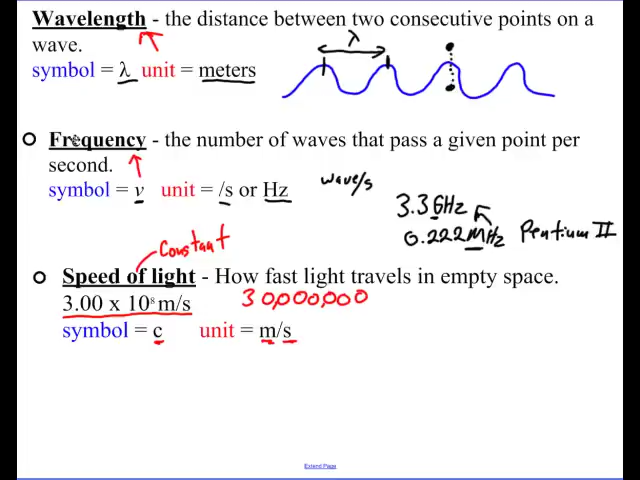 Wavelength - the distance between two consecutive points on a
wave.
symbol = λ unit = meters
λ
Frequency - the number of waves that pass a given point per
second.
symbol = ν unit = /s or Hz
wave/s
3.3 GHz
0.222 MHz Pentium II
Constant
Speed of light - How fast light travels in empty space.
3.00 x 10⁸ m/s 30,000,000
symbol = c unit = m/s
Extend Page